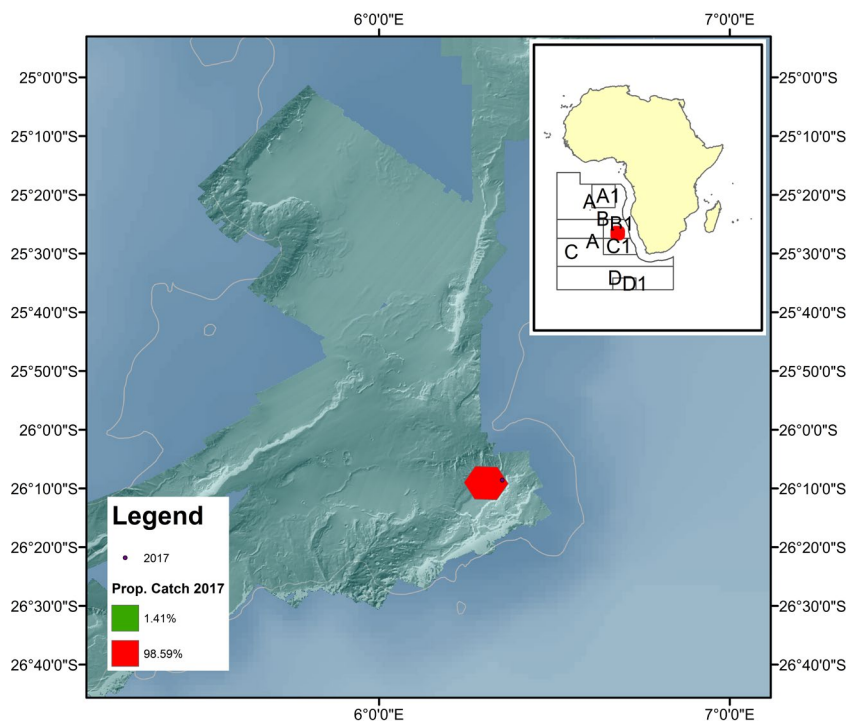 6°0'0"E 7°0'0"E
25°0'0"S 25°0'0"S
25°10'0"S 25°10'0"S
25°20'0"S 25°20'0"S
25°30'0"S 25°30'0"S
25°40'0"S 25°40'0"S
25°50'0"S 25°50'0"S
26°0'0"S 26°0'0"S
26°10'0"S 26°10'0"S
26°20'0"S 26°20'0"S
26°30'0"S 26°30'0"S
26°40'0"S 26°40'0"S
6°0'0"E 7°0'0"E
A A1
B B1
A
C C1
D D1
Legend
2017
Prop. Catch 2017
1.41%
98.59%